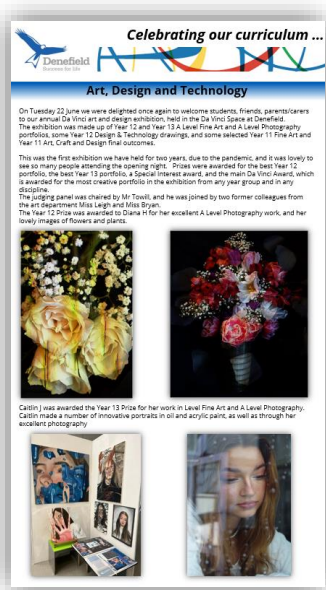 Celebrating our curriculum ...
Denefield
Success for life
Art, Design and Technology
On Tuesday 22 June we were delighted once again to welcome students, friends, parents/carers
to our annual Da Vinci art and design exhibition, held in the Da Vinci Space at Denefield.
The exhibition was made up of Year 12 and Year 13 A Level Fine Art and A Level Photography
portfolios, some Year 12 Design & Technology drawings, and some selected Year 11 Fine Art and
Year 11 Art, Craft and Design final outcomes.
This was the first exhibition we have held for two years, due to the pandemic, and it was lovely to
see so many people attending the opening night. Prizes were awarded for the best Year 12
portfolio, the best Year 13 portfolio, a Special Interest award, and the main Da Vinci Award, which
is awarded for the most creative portfolio in the exhibition from any year group and in any
discipline.
The judging panel was chaired by Mr Towill, and he was joined by two former colleagues from
the art department Miss Leigh and Miss Bryen.
The Year 12 Prize was awarded to Diana H for her excellent A Level Photography work, and her
lovely images of flowers and plants.
Caitlin J was awarded the Year 13 Prize for her work in Level Fine Art and A Level Photography.
Caitlin made a number of innovative portraits in oil and acrylic paint, as well as through her
excellent photography